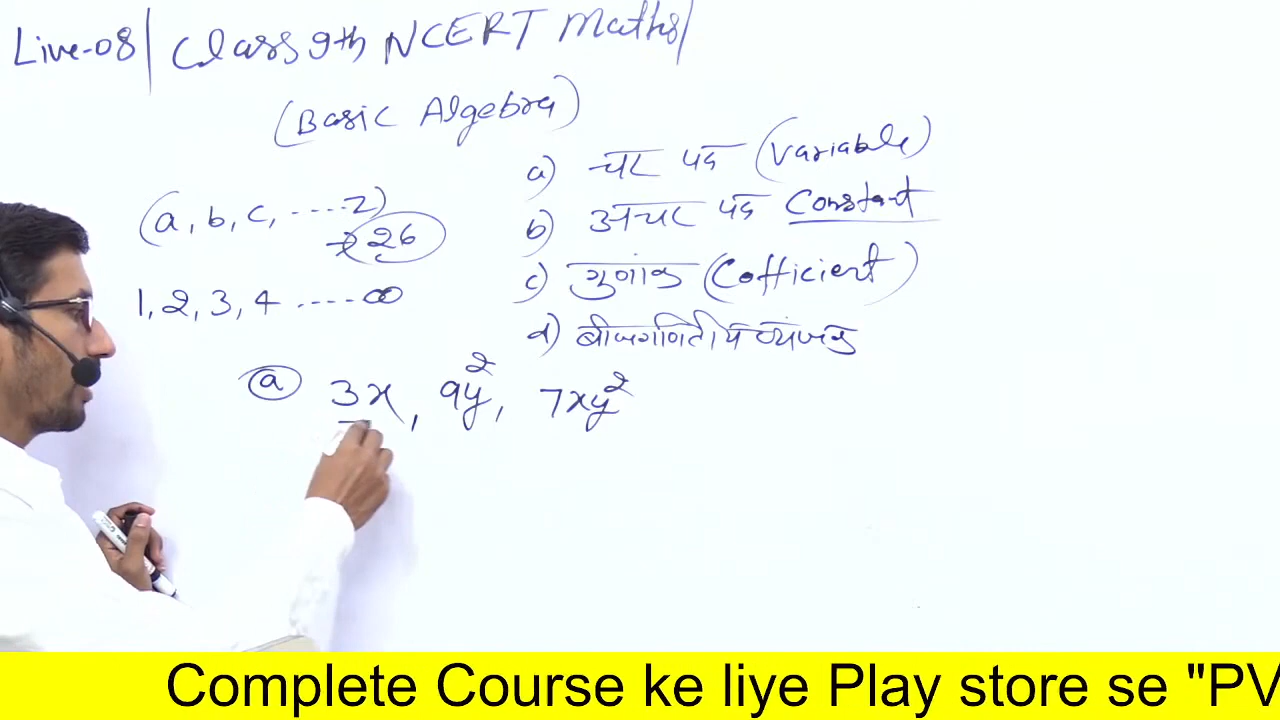 Live-08 | Class 9th NCERT Maths |
(Basic Algebra)
(a, b, c, ....z)
→ 26
1, 2, 3, 4 ....∞
a) चर पद (Variable)
b) अचर पद Constant
c) गुणांक (Cofficient)
d) बीजगणितीय व्यंजक
(a) 3x, 9y², 7xy²
Complete Course ke liye Play store se "PV